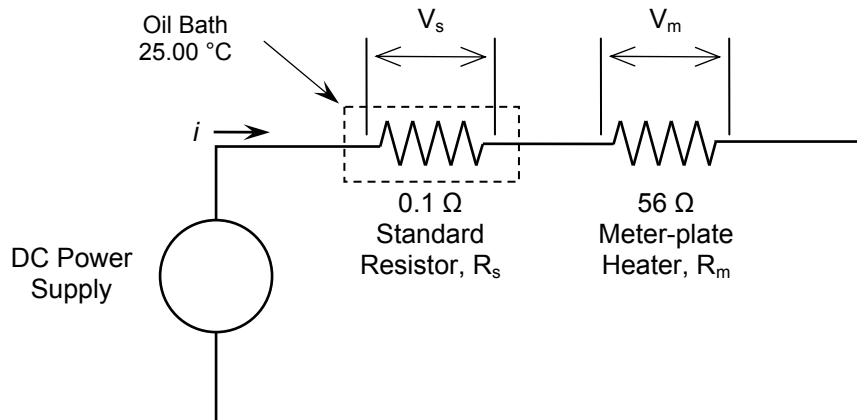 Oil Bath
25.00 °C
V_s
V_m
i
0.1 Ω
Standard
Resistor, R_s
56 Ω
Meter-plate
Heater, R_m
DC Power
Supply